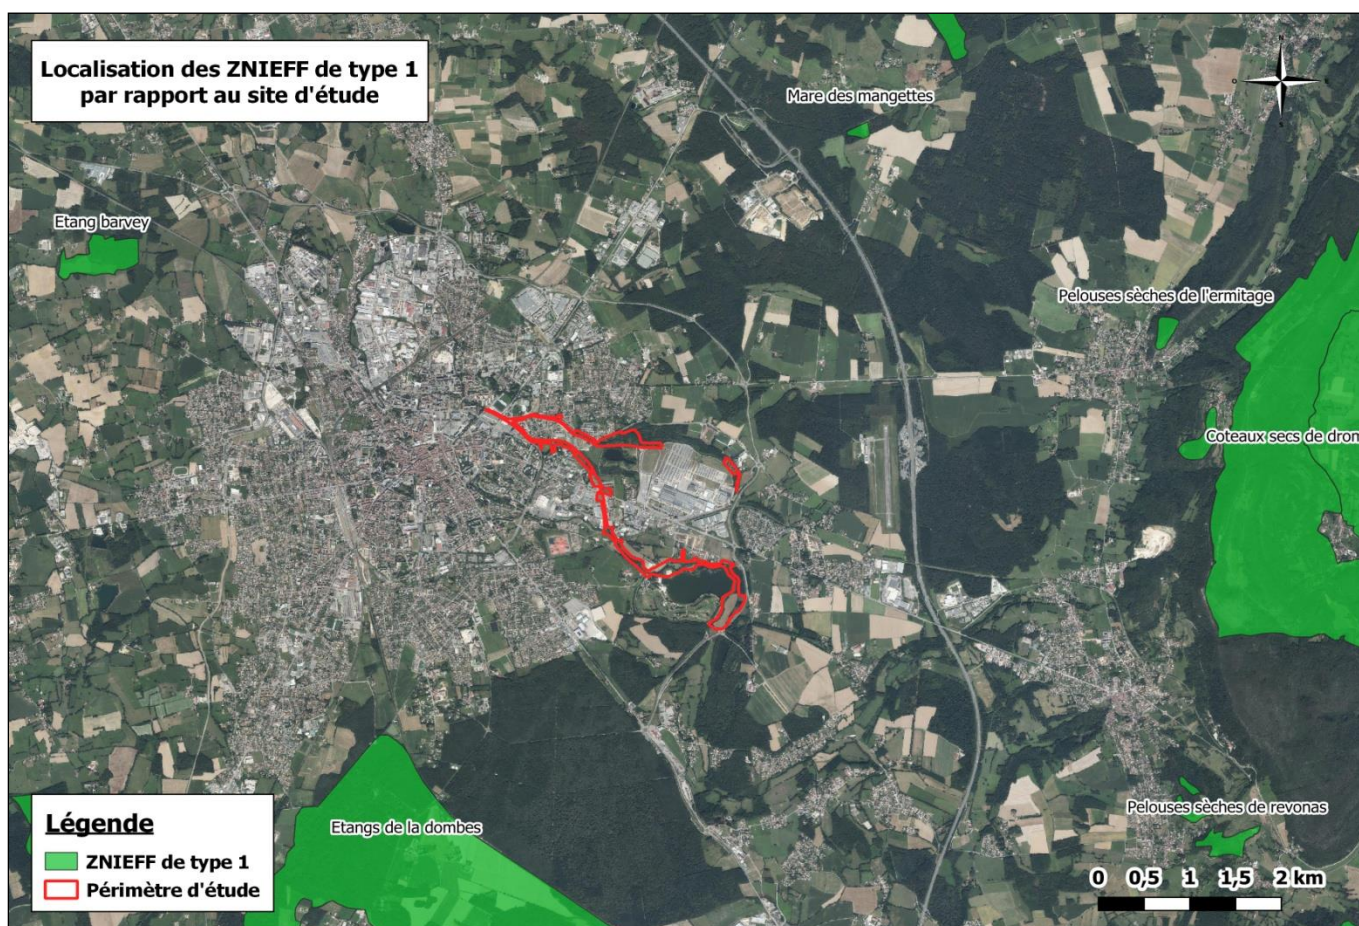 Localisation des ZNIEFF de type 1
par rapport au site d'étude
Mare des mangettes
Etang barvey
Pelouses sèches de l'ermitage
Coteaux secs de drom
Pelouses sèches de revonas
Etangs de la dombes
Légende
ZNIEFF de type 1
Périmètre d'étude
0 0,5 1 1,5 2 km